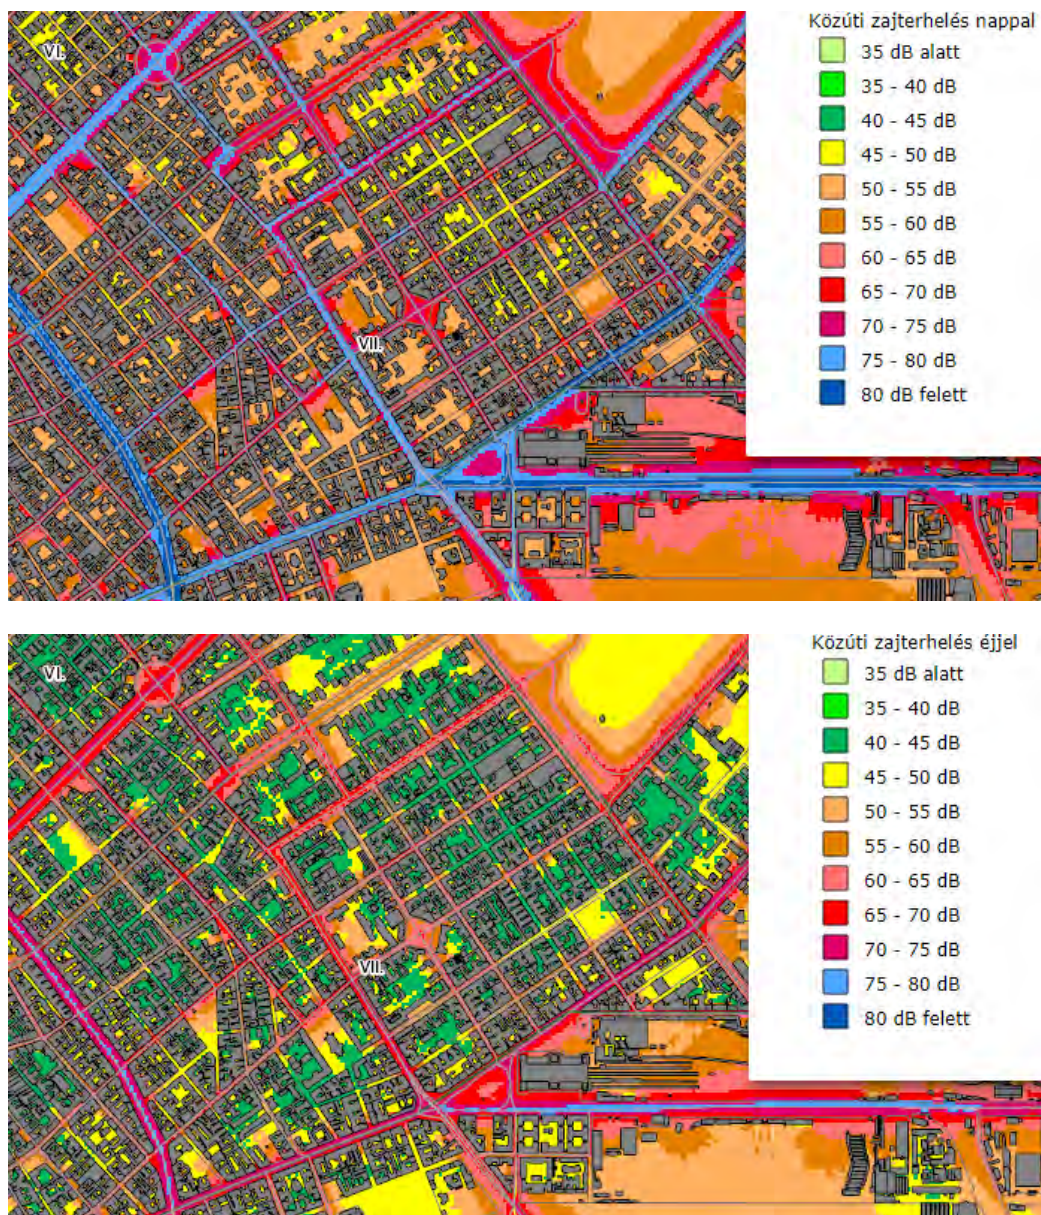 Közúti zajterhelés nappal
VI.
35 dB alatt
35 - 40 dB
40 - 45 dB
45 - 50 dB
50 - 55 dB
55 - 60 dB
60 - 65 dB
65 - 70 dB
70 - 75 dB
VII.
75 - 80 dB
80 dB felett
Közúti zajterhelés éjjel
VI.
35 dB alatt
35 - 40 dB
40 - 45 dB
45 - 50 dB
50 - 55 dB
55 - 60 dB
60 - 65 dB
65 - 70 dB
70 - 75 dB
VII.
75 - 80 dB
80 dB felett